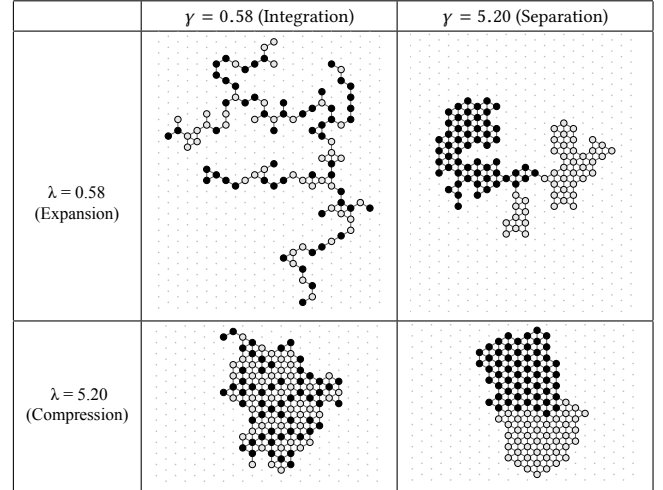 γ = 0.58 (Integration)
γ = 5.20 (Separation)
λ = 0.58
(Expansion)
λ = 5.20
(Compression)